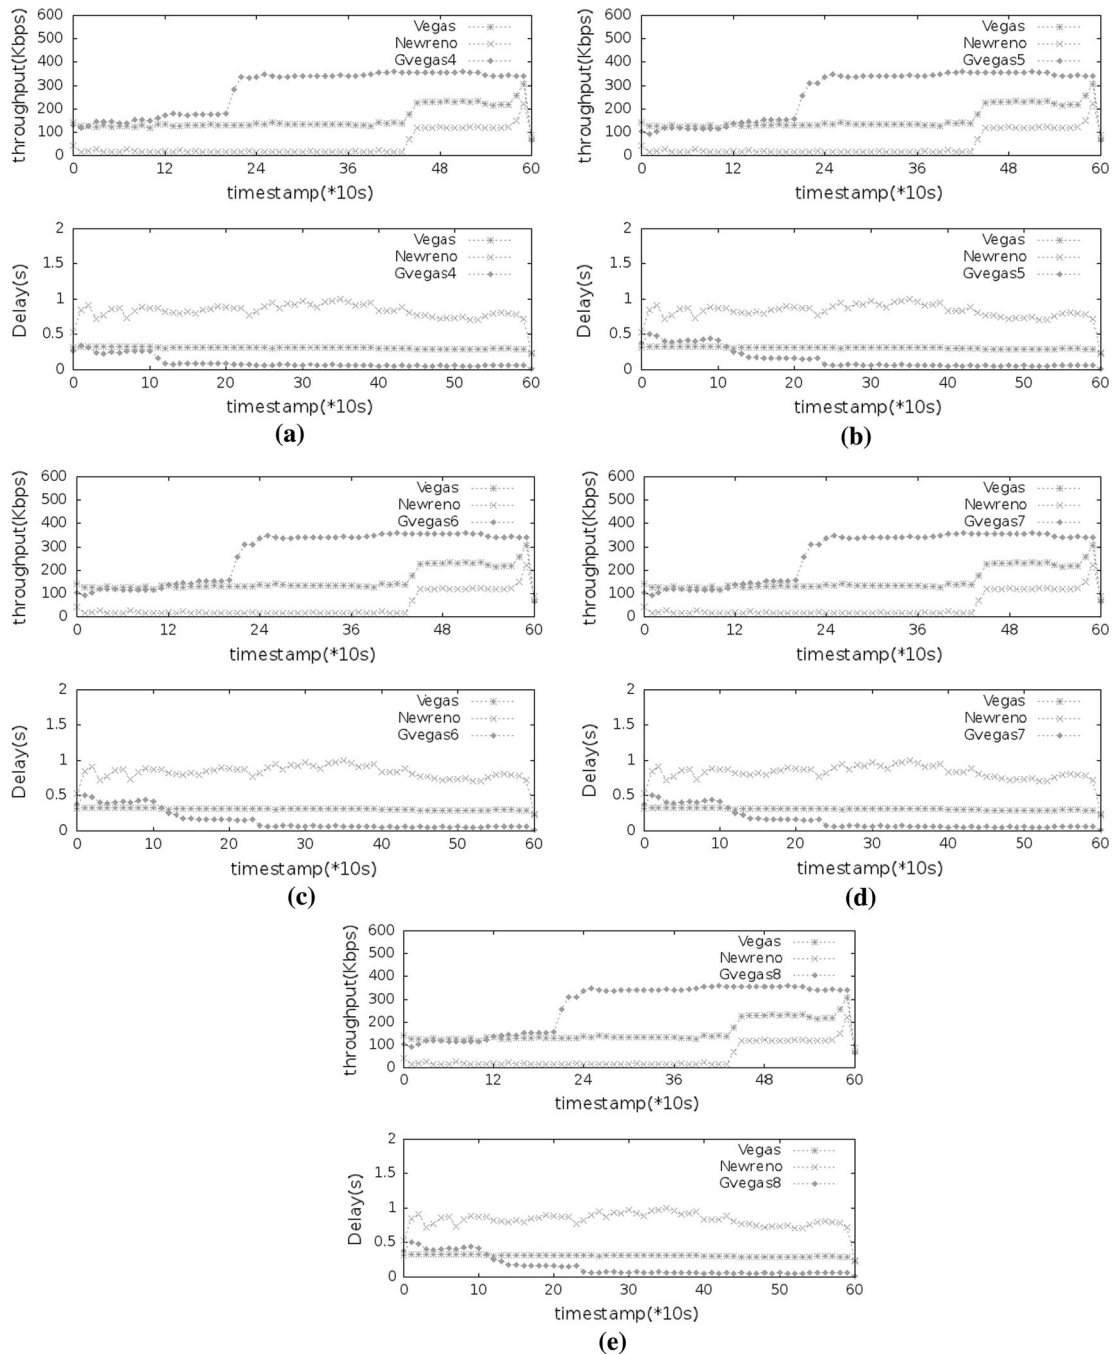 600
500
400
300
200
100
0
throughput(Kbps)
Vegas
Newreno
Gvegas4
0 12 24 36 48 60
timestamp(*10s)
2
1.5
1
0.5
0
Delay(s)
Vegas
Newreno
Gvegas4
0 10 20 30 40 50 60
timestamp(*10s)
(a)
600
500
400
300
200
100
0
throughput(Kbps)
Vegas
Newreno
Gvegas5
0 12 24 36 48 60
timestamp(*10s)
2
1.5
1
0.5
0
Delay(s)
Vegas
Newreno
Gvegas5
0 10 20 30 40 50 60
timestamp(*10s)
(b)
600
500
400
300
200
100
0
throughput(Kbps)
Vegas
Newreno
Gvegas6
0 12 24 36 48 60
timestamp(*10s)
2
1.5
1
0.5
0
Delay(s)
Vegas
Newreno
Gvegas6
0 10 20 30 40 50 60
timestamp(*10s)
(c)
600
500
400
300
200
100
0
throughput(Kbps)
Vegas
Newreno
Gvegas7
0 12 24 36 48 60
timestamp(*10s)
2
1.5
1
0.5
0
Delay(s)
Vegas
Newreno
Gvegas7
0 10 20 30 40 50 60
timestamp(*10s)
(d)
600
500
400
300
200
100
0
throughput(Kbps)
Vegas
Newreno
Gvegas8
0 12 24 36 48 60
timestamp(*10s)
2
1.5
1
0.5
0
Delay(s)
Vegas
Newreno
Gvegas8
0 10 20 30 40 50 60
timestamp(*10s)
(e)